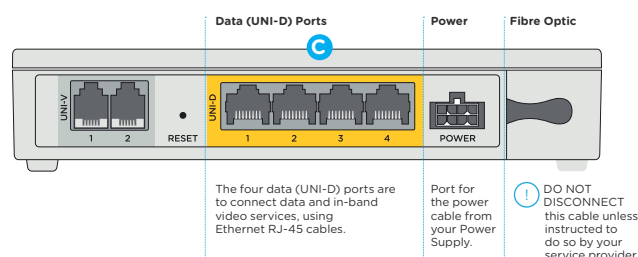 Data (UNI-D) Ports
Power
Fibre Optic
C
UNI-V
1 2
RESET
UNI-D
1 2 3 4
POWER
The four data (UNI-D) ports are
to connect data and in-band
video services, using
Ethernet RJ-45 cables.
Port for
the power
cable from
your Power
Supply.
! DO NOT
DISCONNECT
this cable unless
instructed to
do so by your
service provider